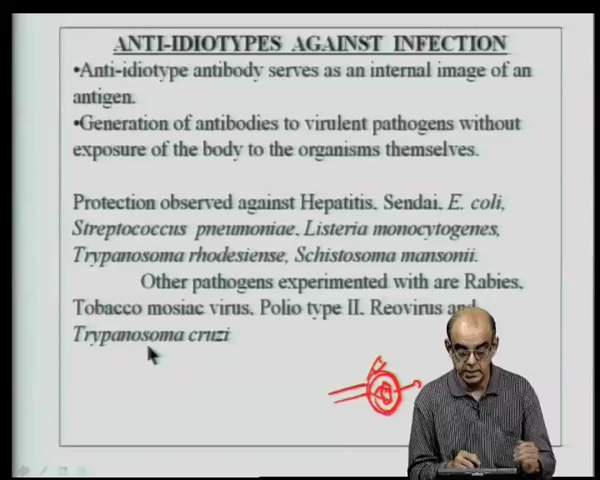 ANTI-IDIOTYPES AGAINST INFECTION
•Anti-idiotype antibody serves as an internal image of an
antigen.
•Generation of antibodies to virulent pathogens without
exposure of the body to the organisms themselves.
Protection observed against Hepatitis, Sendai, E. coli,
Streptococcus pneumoniae, Listeria monocytogenes,
Trypanosoma rhodesiense, Schistosoma mansonii.
Other pathogens experimented with are Rabies,
Tobacco mosiac virus, Polio type II, Reovirus and
Trypanosoma cruzi